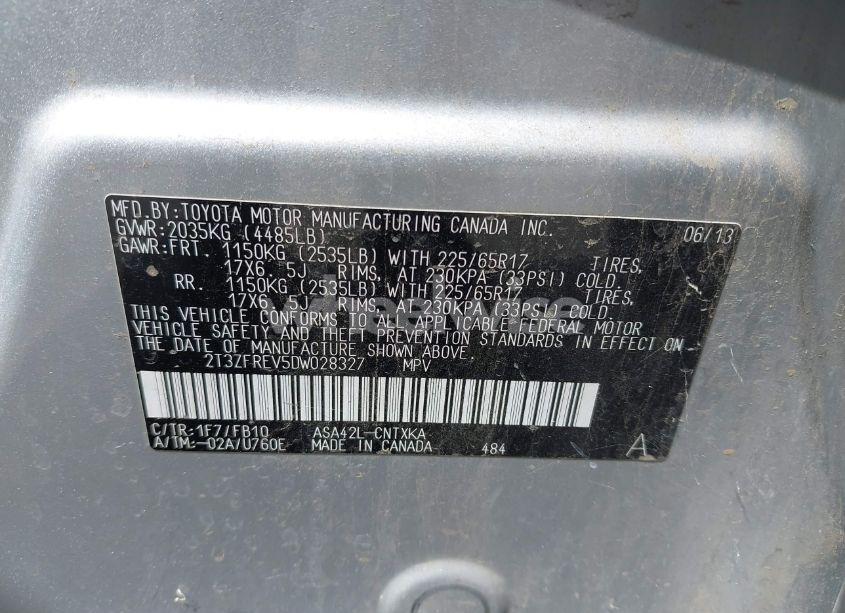 MFD.BY:TOYOTA MOTOR MANUFACTURING CANADA INC. 06/13
GVWR:2035KG (4485LB)
GAWR:FRT. 1150KG (2535LB) WITH 225/65R17 TIRES,
17X6.5J RIMS, AT 230KPA (33PSI) COLD.
RR. 1150KG (2535LB) WITH 225/65R17 TIRES,
17X6.5J RIMS, AT 230KPA (33PSI) COLD.
THIS VEHICLE CONFORMS TO ALL APPLICABLE FEDERAL MOTOR
VEHICLE SAFETY AND THEFT PREVENTION STANDARDS IN EFFECT ON
THE DATE OF MANUFACTURE SHOWN ABOVE.
2T3ZFREV5DW028327 MPV
C/TR:1F7/FB10 ASA42L-CNTXKA
A/TM:-02A/U760E MADE IN CANADA 484 A